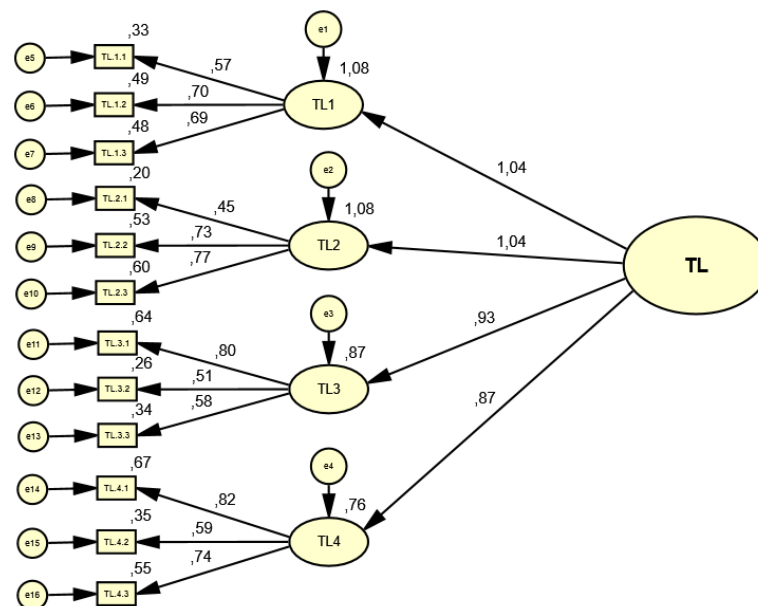 ,33
e1
e5 TL.1.1 ,57 1,08
,49
e6 TL.1.2 ,70 TL1
,48 ,69
e7 TL.1.3
,20 e2 1,04
e8 TL.2.1 ,45 1,08
,53
e9 TL.2.2 ,73 TL2 1,04
,60 ,77 TL
e10 TL.2.3
,64 e3 ,93
e11 TL.3.1 ,80 ,87
,26
e12 TL.3.2 ,51 TL3
,34 ,58 ,87
e13 TL.3.3
,67 e4
e14 TL.4.1 ,82 ,76
,35
e15 TL.4.2 ,59 TL4
,55 ,74
e16 TL.4.3